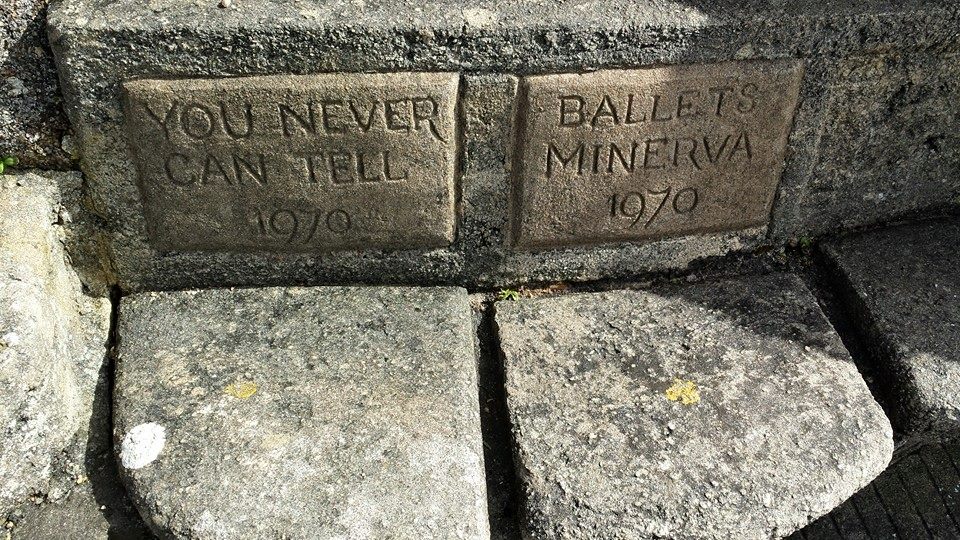 YOU NEVER
CAN TELL
1970
BALLETS
MINERVA
1970